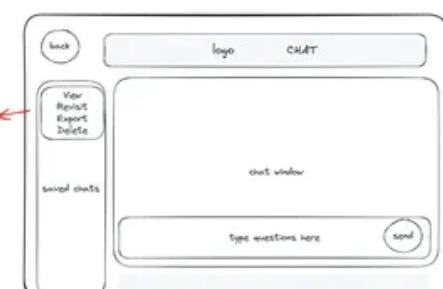 back
logo CHAT
View
Revisit
Export
Delete
saved chats
chat window
type questions here
send